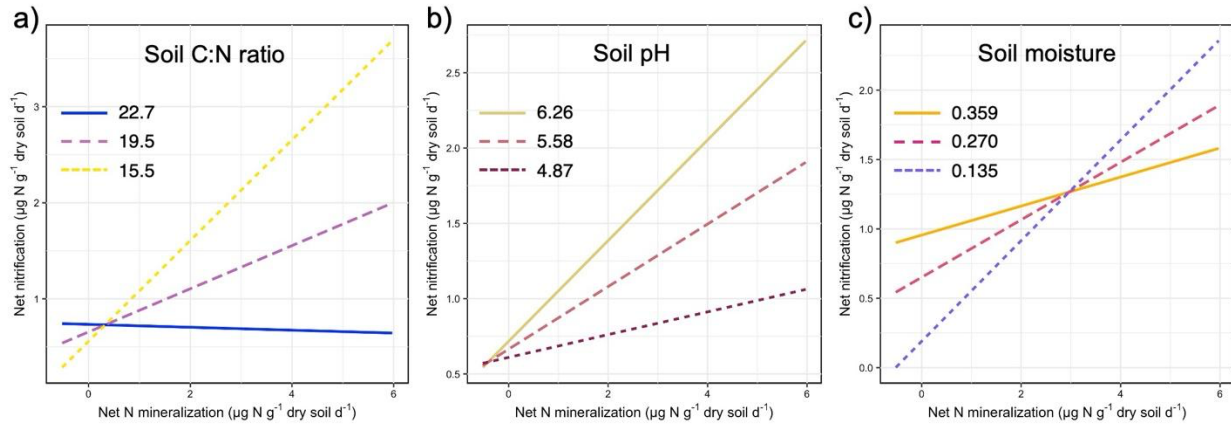 a)
Soil C:N ratio
22.7
19.5
15.5
3
2
1
0
2
4
6
Net nitrification (µg N g⁻¹ dry soil d⁻¹)
Net N mineralization (µg N g⁻¹ dry soil d⁻¹)
b)
Soil pH
6.26
5.58
4.87
2.5
2.0
1.5
1.0
0.5
0
2
4
6
Net nitrification (µg N g⁻¹ dry soil d⁻¹)
Net N mineralization (µg N g⁻¹ dry soil d⁻¹)
c)
Soil moisture
0.359
0.270
0.135
2.0
1.5
1.0
0.5
0.0
0
2
4
6
Net nitrification (µg N g⁻¹ dry soil d⁻¹)
Net N mineralization (µg N g⁻¹ dry soil d⁻¹)